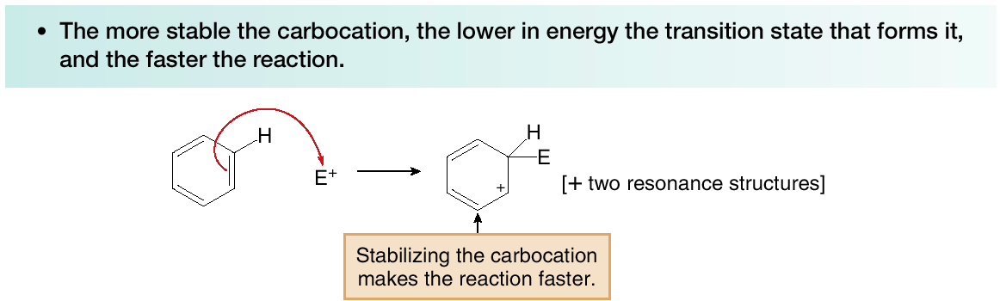 • The more stable the carbocation, the lower in energy the transition state that forms it,
and the faster the reaction.
H
E⁺
H
E
+
[+ two resonance structures]
Stabilizing the carbocation
makes the reaction faster.